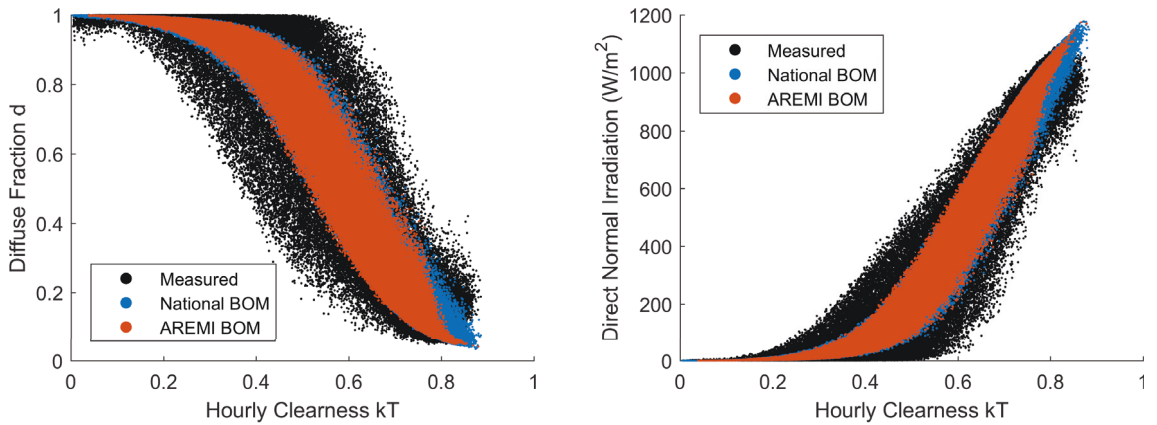 1
0.8
0.6
0.4
0.2
0
Diffuse Fraction d
Measured
National BOM
AREMI BOM
0 0.2 0.4 0.6 0.8 1
Hourly Clearness kT
1200
1000
800
600
400
200
0
Direct Normal Irradiation (W/m²)
Measured
National BOM
AREMI BOM
0 0.2 0.4 0.6 0.8 1
Hourly Clearness kT